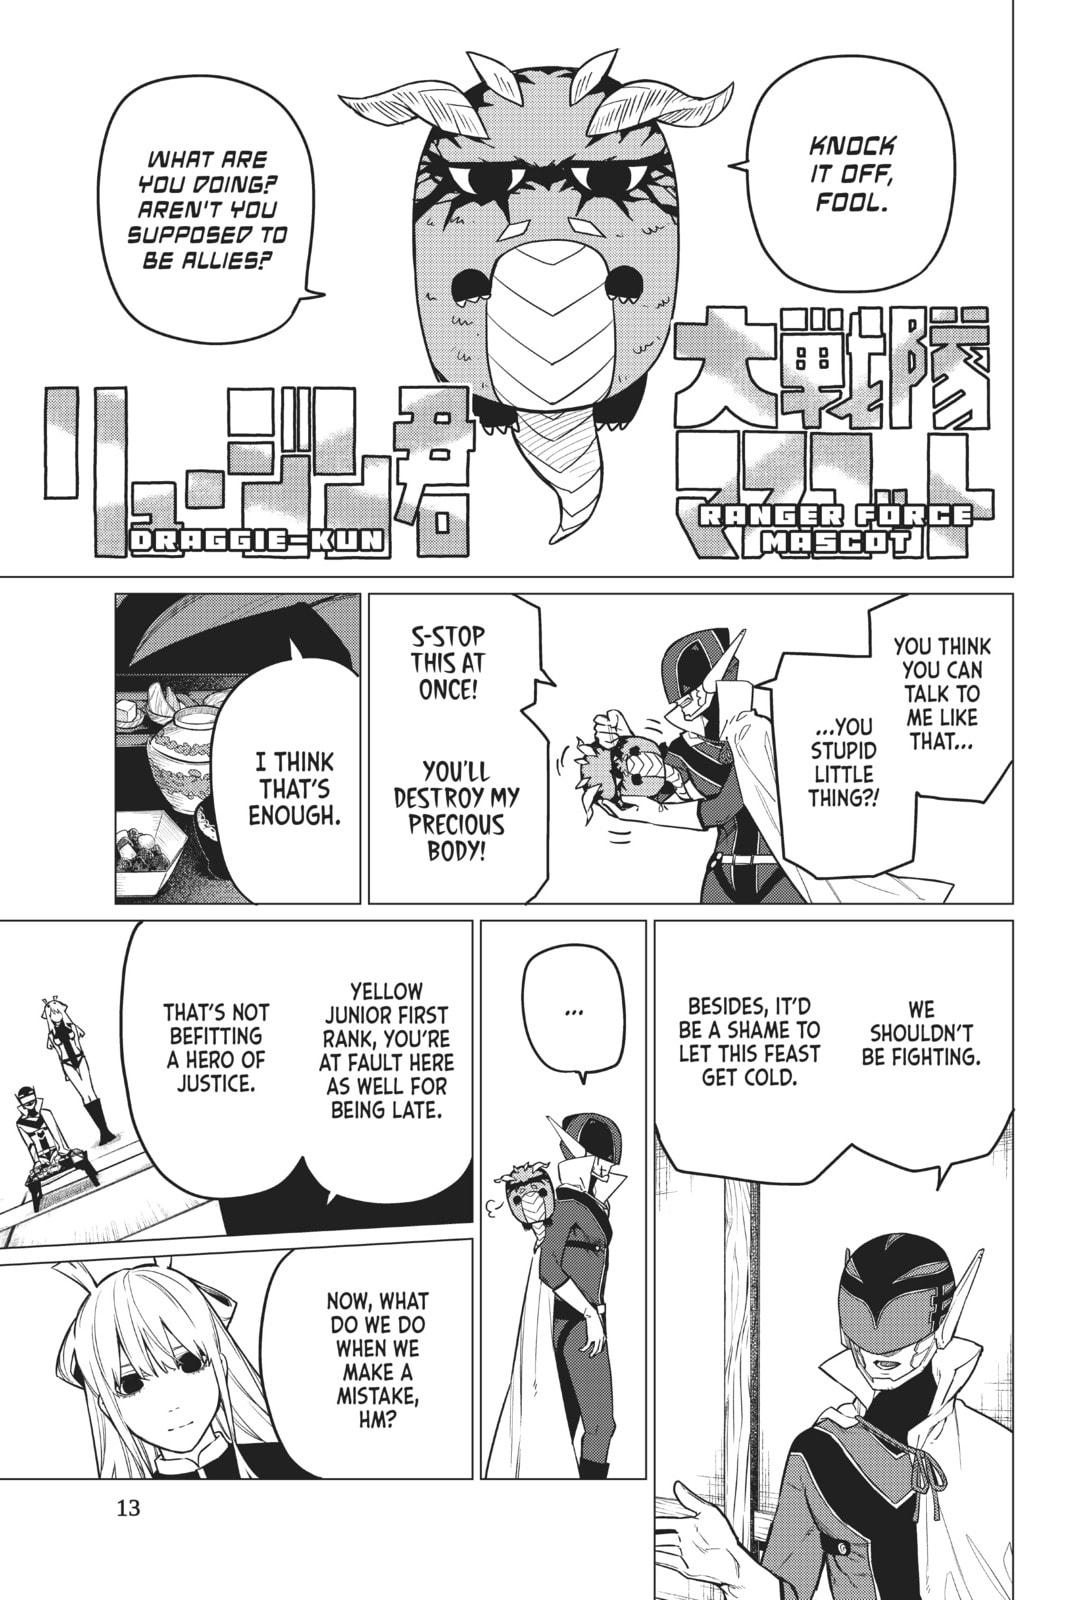 KNOCK
IT OFF,
FOOL.
WHAT ARE
YOU DOING?
AREN'T YOU
SUPPOSED TO
BE ALLIES?
大戦隊
マスコット
RANGER FORCE
MASCOT
リュージン君
DRAGGIE-KUN
YOU THINK
YOU CAN
TALK TO
ME LIKE
THAT...
...YOU
STUPID
LITTLE
THING?!
S-STOP
THIS AT
ONCE!
YOU'LL
DESTROY MY
PRECIOUS
BODY!
I THINK
THAT'S
ENOUGH.
WE
SHOULDN'T
BE FIGHTING.
BESIDES, IT'D
BE A SHAME TO
LET THIS FEAST
GET COLD.
...
YELLOW
JUNIOR FIRST
RANK, YOU'RE
AT FAULT HERE
AS WELL FOR
BEING LATE.
THAT'S NOT
BEFITTING
A HERO OF
JUSTICE.
NOW, WHAT
DO WE DO
WHEN WE
MAKE A
MISTAKE,
HM?
13